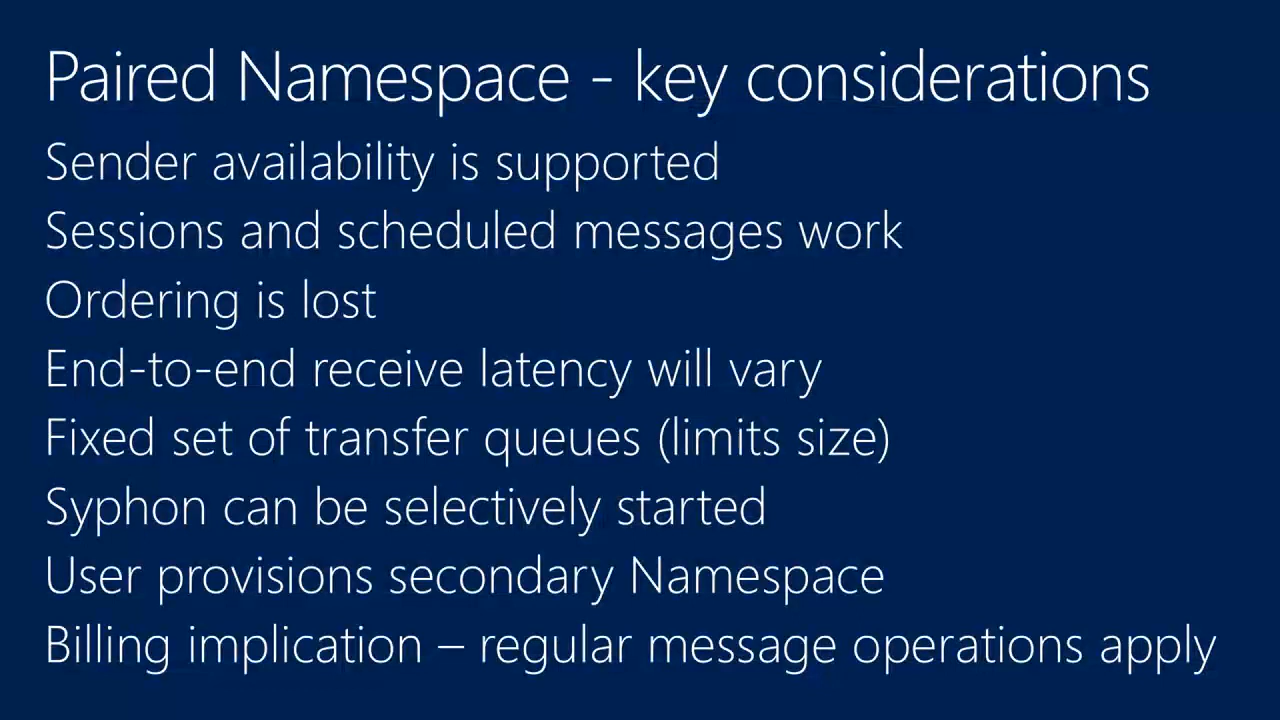 Paired Namespace - key considerations
Sender availability is supported
Sessions and scheduled messages work
Ordering is lost
End-to-end receive latency will vary
Fixed set of transfer queues (limits size)
Syphon can be selectively started
User provisions secondary Namespace
Billing implication – regular message operations apply